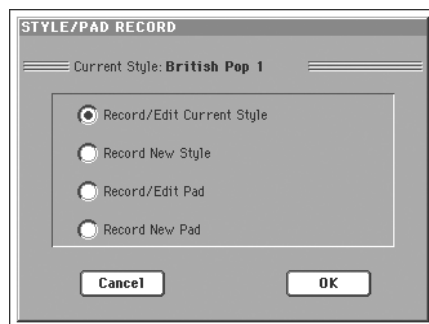 STYLE/PAD RECORD
Current Style: British Pop 1
Record/Edit Current Style
Record New Style
Record/Edit Pad
Record New Pad
Cancel OK